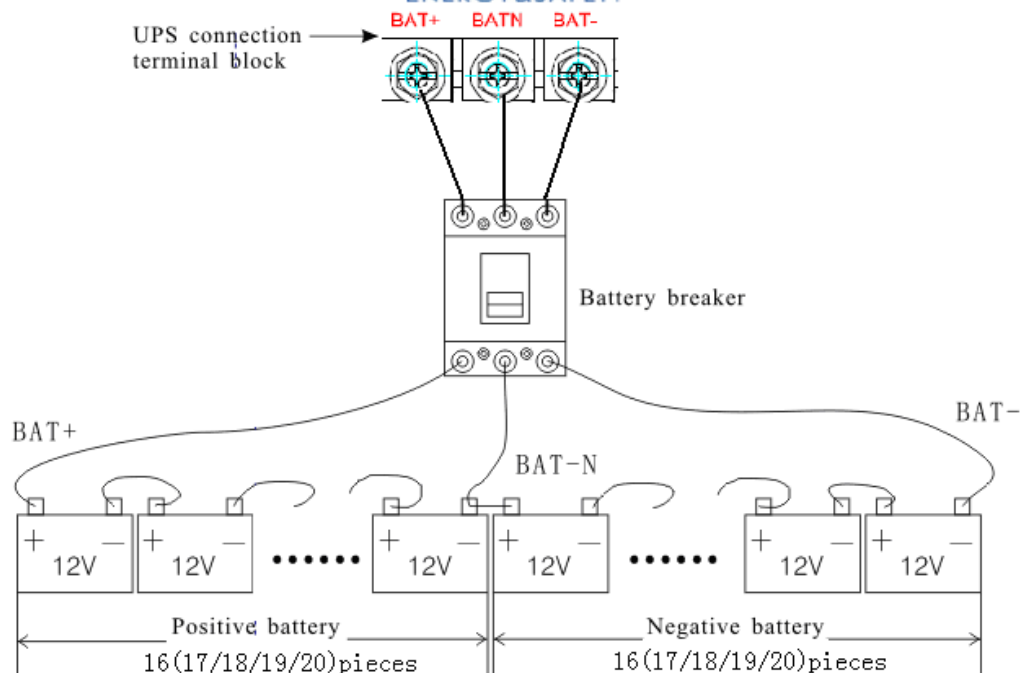 BAT+ BATN BAT-
UPS connection
terminal block
Battery breaker
BAT+
BAT-
BAT-N
+ — + — + — + — + — + —
12V 12V 12V 12V 12V 12V
Positive battery Negative battery
16(17/18/19/20)pieces 16(17/18/19/20)pieces